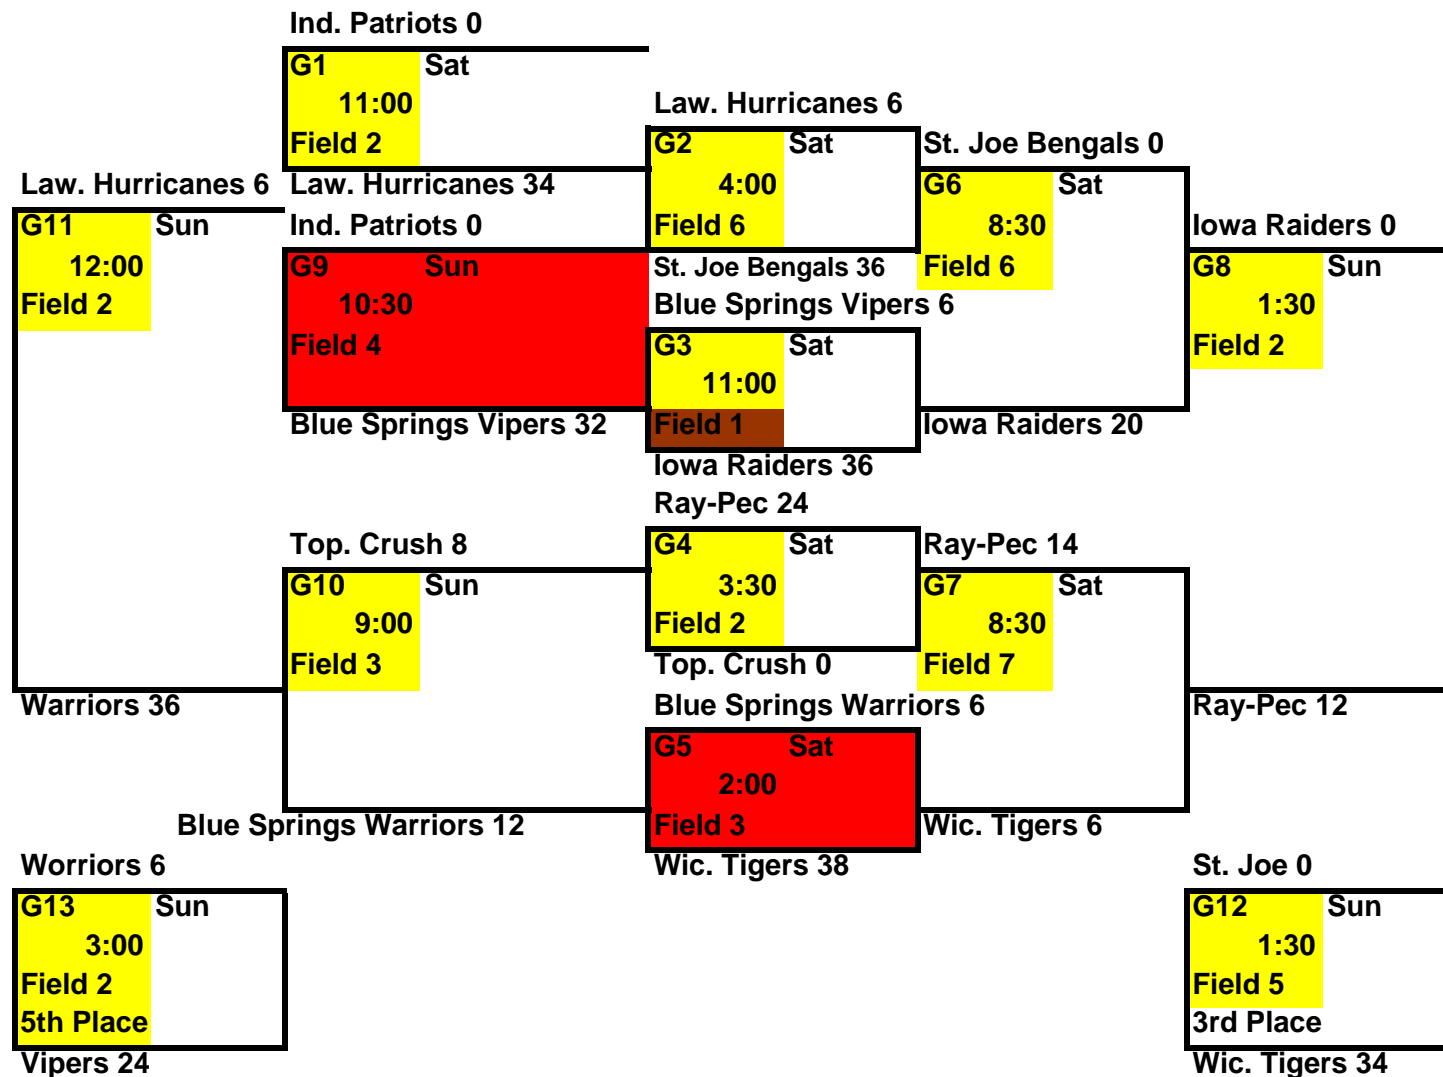 Ind. Patriots 0
G1 Sat
11:00
Field 2
Law. Hurricanes 34
Law. Hurricanes 6
G2 Sat
4:00
Field 6
St. Joe Bengals 36
St. Joe Bengals 0
G6 Sat
8:30
Field 6
Iowa Raiders 20
Iowa Raiders 0
G8 Sun
1:30
Field 2
Ray-Pec 12
Law. Hurricanes 6
G11 Sun
12:00
Field 2
Warriors 36
Ind. Patriots 0
G9 Sun
10:30
Field 4
Blue Springs Vipers 32
Blue Springs Vipers 6
G3 Sat
11:00
Field 1
Iowa Raiders 36
Ray-Pec 24
G4 Sat
3:30
Field 2
Top. Crush 0
Ray-Pec 14
G7 Sat
8:30
Field 7
Wic. Tigers 6
Top. Crush 8
G10 Sun
9:00
Field 3
Blue Springs Warriors 12
Blue Springs Warriors 6
G5 Sat
2:00
Field 3
Wic. Tigers 38
Worriors 6
G13 Sun
3:00
Field 2
5th Place
Vipers 24
St. Joe 0
G12 Sun
1:30
Field 5
3rd Place
Wic. Tigers 34